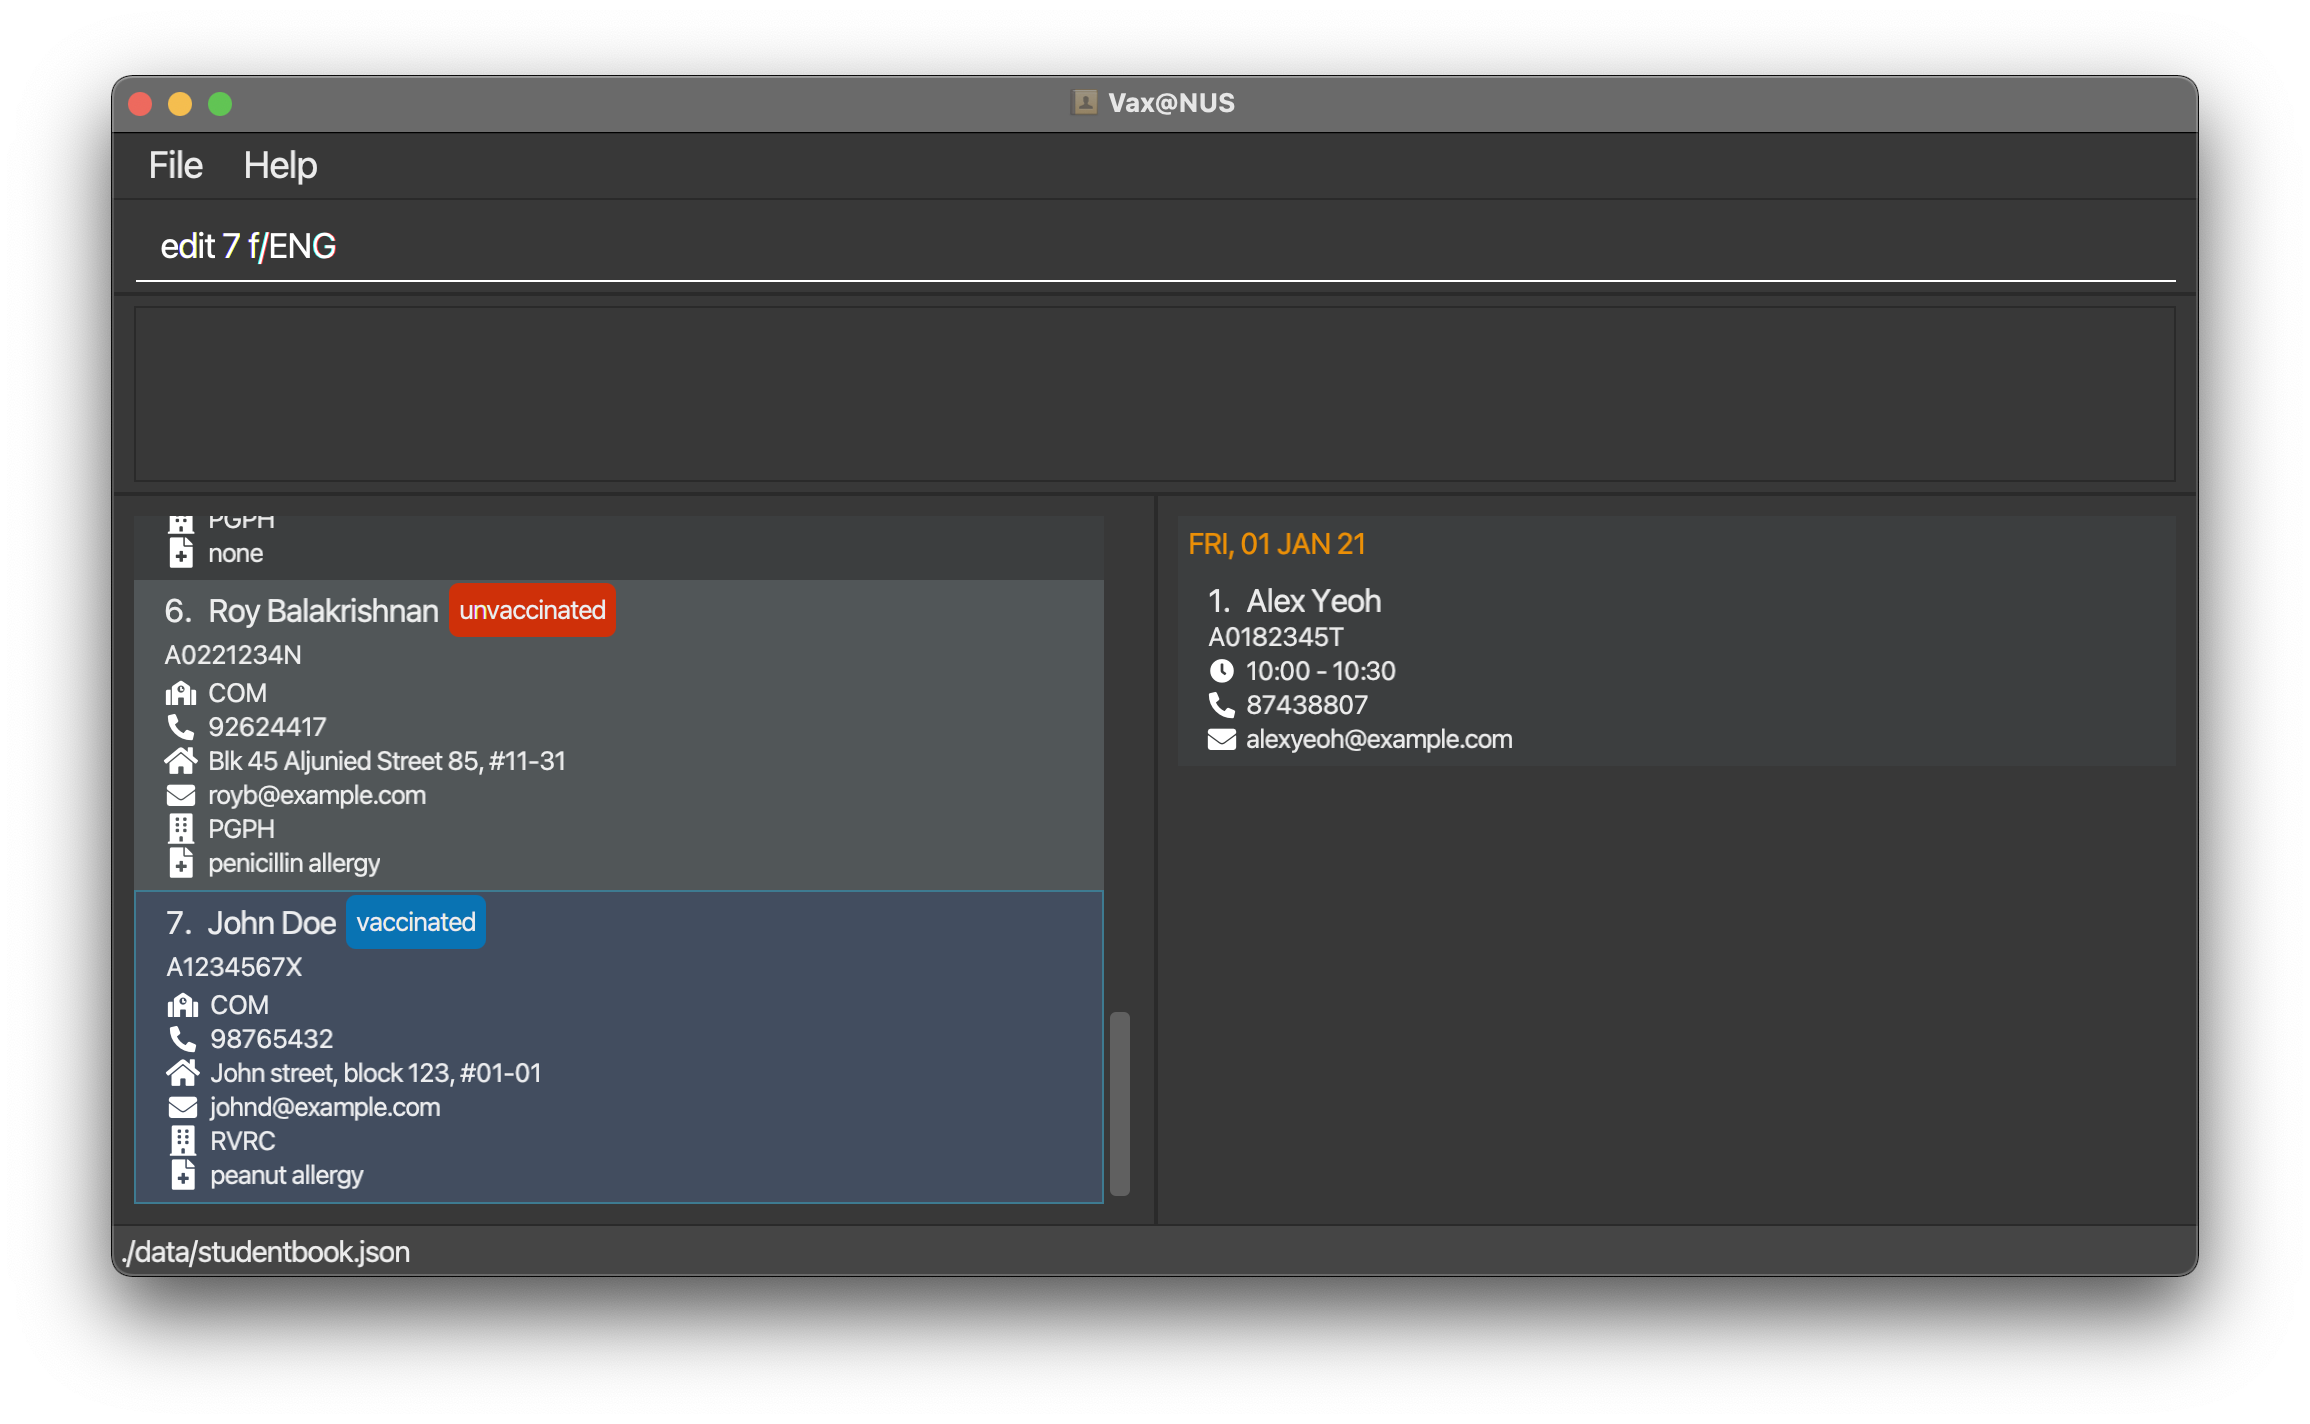 Vax@NUS
File Help
edit 7 f/ENG
PGPH
none
6. Roy Balakrishnan unvaccinated
A0221234N
COM
92624417
Blk 45 Aljunied Street 85, #11-31
royb@example.com
PGPH
penicillin allergy
7. John Doe vaccinated
A1234567X
COM
98765432
John street, block 123, #01-01
johnd@example.com
RVRC
peanut allergy
FRI, 01 JAN 21
1. Alex Yeoh
A0182345T
10:00 - 10:30
87438807
alexyeoh@example.com
./data/studentbook.json